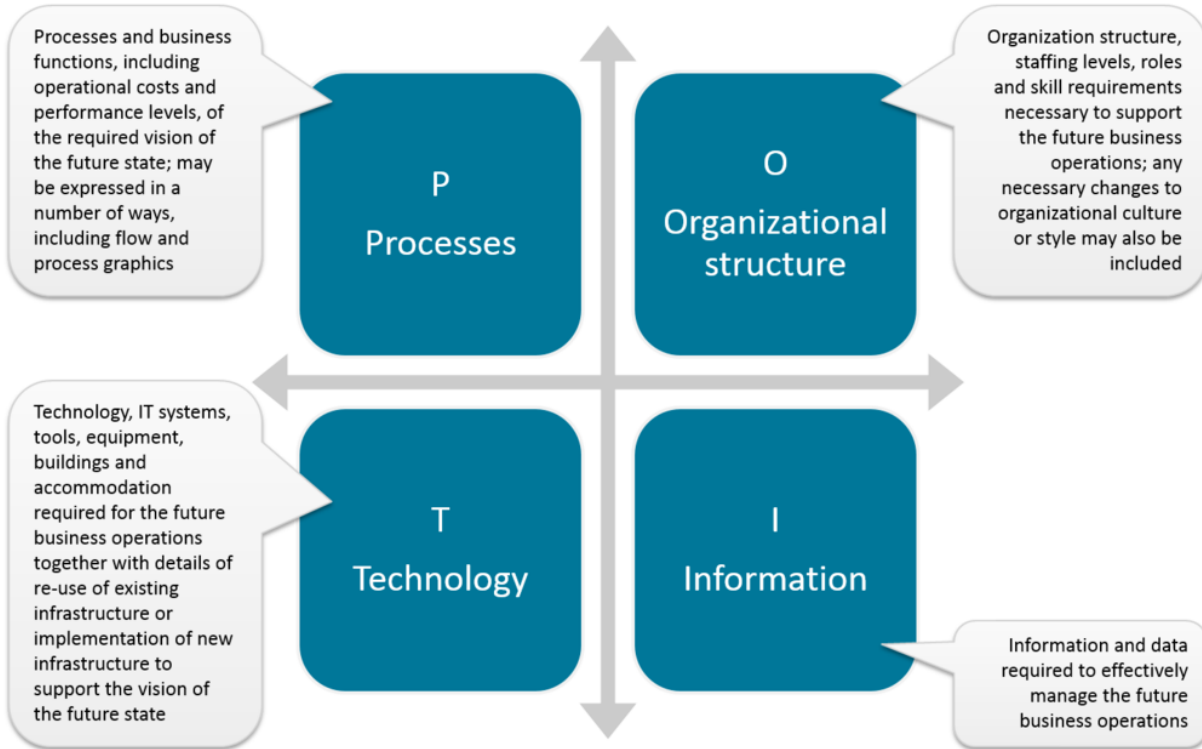 Processes and business
functions, including
operational costs and
performance levels, of
the required vision of
the future state; may
be expressed in a
number of ways,
including flow and
process graphics
P
Processes
O
Organizational
structure
Organization structure,
staffing levels, roles
and skill requirements
necessary to support
the future business
operations; any
necessary changes to
organizational culture
or style may also be
included
Technology, IT systems,
tools, equipment,
buildings and
accommodation
required for the future
business operations
together with details of
re-use of existing
infrastructure or
implementation of new
infrastructure to
support the vision of
the future state
T
Technology
I
Information
Information and data
required to effectively
manage the future
business operations